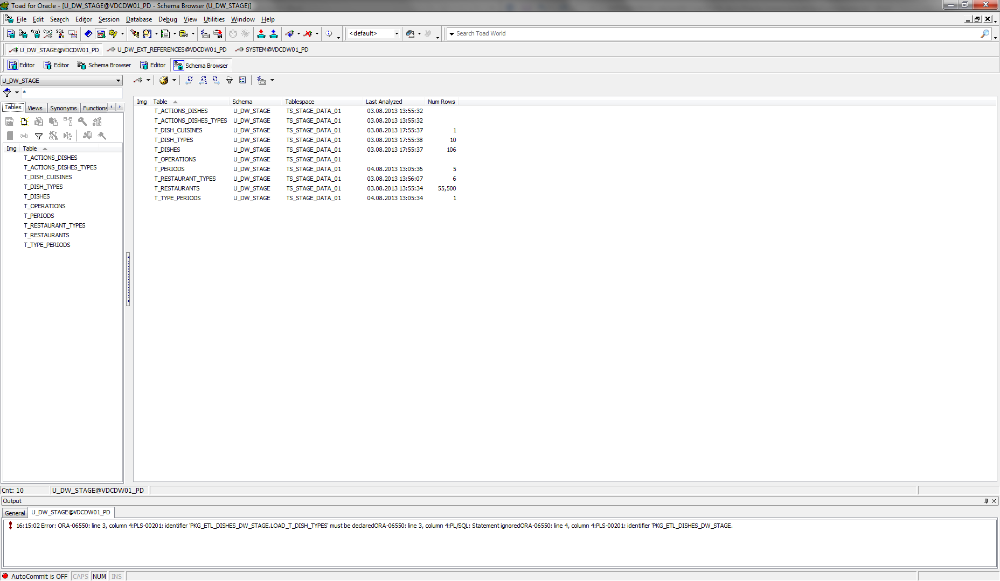 Toad for Oracle - [U_DW_STAGE@VDCDW01_PD - Schema Browser (U_DW_STAGE)]
File Edit Search Editor Session Database Debug View Utilities Window Help
<default> Search Toad World
U_DW_STAGE@VDCDW01_PD U_DW_EXT_REFERENCES@VDCDW01_PD SYSTEM@VDCDW01_PD
Editor Editor Schema Browser Editor Schema Browser
U_DW_STAGE
*
Tables Views Synonyms Functions
Img Table
T_ACTIONS_DISHES
T_ACTIONS_DISHES_TYPES
T_DISH_CUISINES
T_DISH_TYPES
T_DISHES
T_OPERATIONS
T_PERIODS
T_RESTAURANT_TYPES
T_RESTAURANTS
T_TYPE_PERIODS
Img Table Schema Tablespace Last Analyzed Num Rows
T_ACTIONS_DISHES U_DW_STAGE TS_STAGE_DATA_01 03.08.2013 13:55:32
T_ACTIONS_DISHES_TYPES U_DW_STAGE TS_STAGE_DATA_01 03.08.2013 13:55:32
T_DISH_CUISINES U_DW_STAGE TS_STAGE_DATA_01 03.08.2013 17:55:37 1
T_DISH_TYPES U_DW_STAGE TS_STAGE_DATA_01 03.08.2013 17:55:38 10
T_DISHES U_DW_STAGE TS_STAGE_DATA_01 03.08.2013 17:55:37 106
T_OPERATIONS U_DW_STAGE TS_STAGE_DATA_01
T_PERIODS U_DW_STAGE TS_STAGE_DATA_01 04.08.2013 13:05:36 5
T_RESTAURANT_TYPES U_DW_STAGE TS_STAGE_DATA_01 03.08.2013 13:56:07 6
T_RESTAURANTS U_DW_STAGE TS_STAGE_DATA_01 03.08.2013 13:55:34 55,500
T_TYPE_PERIODS U_DW_STAGE TS_STAGE_DATA_01 04.08.2013 13:05:34 1
Cnt: 10 U_DW_STAGE@VDCDW01_PD
Output
General U_DW_STAGE@VDCDW01_PD
16:15:02 Error: ORA-06550: line 3, column 4:PLS-00201: identifier 'PKG_ETL_DISHES_DW_STAGE.LOAD_T_DISH_TYPES' must be declaredORA-06550: line 3, column 4:PL/SQL: Statement ignoredORA-06550: line 4, column 4:PLS-00201: identifier 'PKG_ETL_DISHES_DW_STAGE.
AutoCommit is OFF CAPS NUM INS